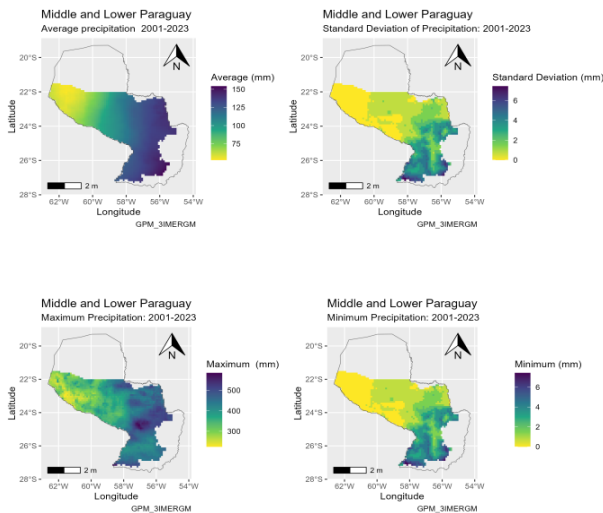 Middle and Lower Paraguay
Average precipitation  2001-2023
20°S
22°S
24°S
26°S
28°S
Latitude
62°W
60°W
58°W
56°W
54°W
Longitude
N
2 m
Average (mm)
150
125
100
75
GPM_3IMERGM
Middle and Lower Paraguay
Standard Deviation of Precipitation: 2001-2023
20°S
22°S
24°S
26°S
28°S
Latitude
62°W
60°W
58°W
56°W
54°W
Longitude
N
2 m
Standard Deviation (mm)
6
4
2
0
GPM_3IMERGM
Middle and Lower Paraguay
Maximum Precipitation: 2001-2023
20°S
22°S
24°S
26°S
28°S
Latitude
62°W
60°W
58°W
56°W
54°W
Longitude
N
2 m
Maximum  (mm)
500
400
300
GPM_3IMERGM
Middle and Lower Paraguay
Minimum Precipitation: 2001-2023
20°S
22°S
24°S
26°S
28°S
Latitude
62°W
60°W
58°W
56°W
54°W
Longitude
N
2 m
Minimum (mm)
6
4
2
0
GPM_3IMERGM